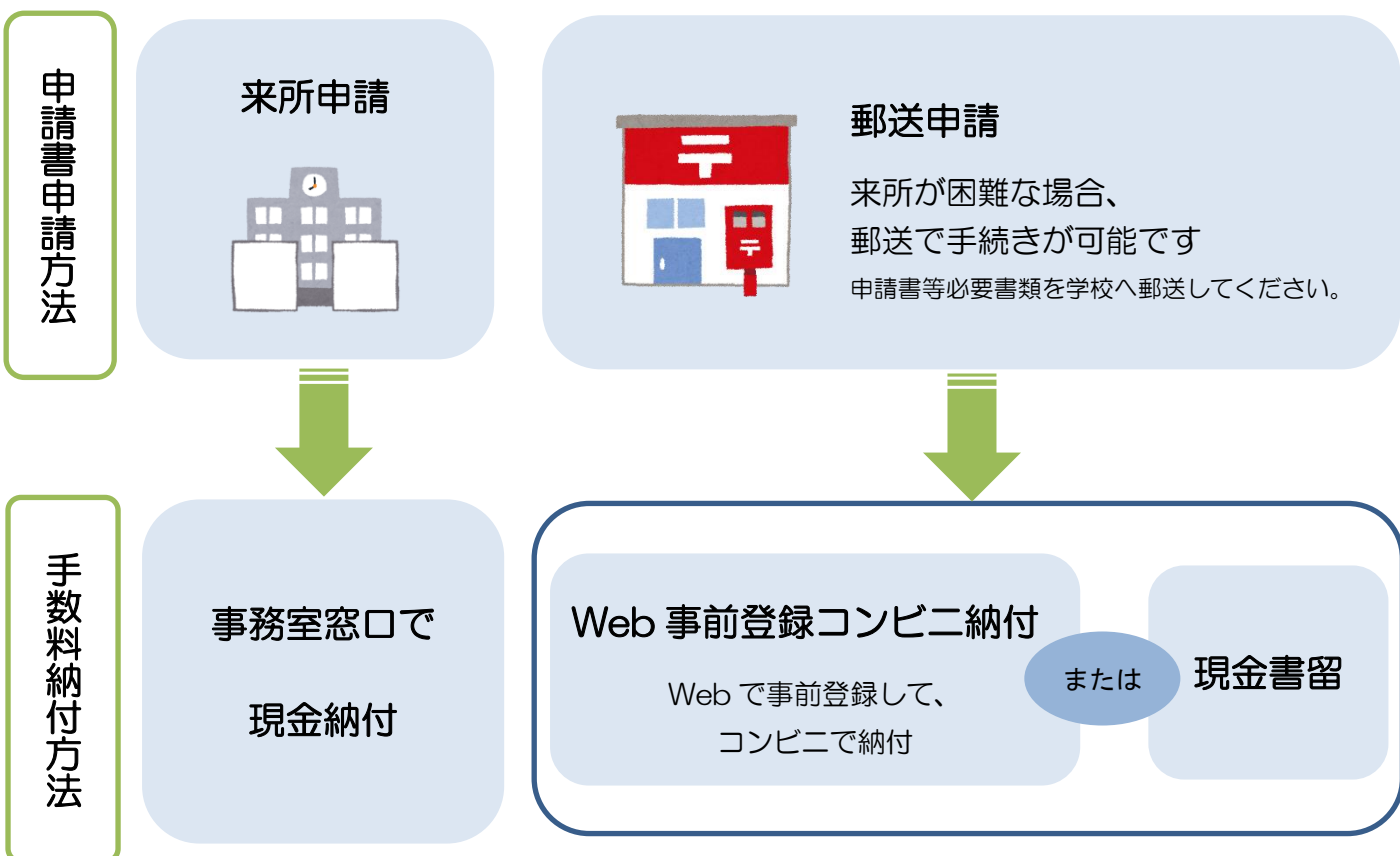 申請書申請方法
来所申請
郵送申請
来所が困難な場合、
郵送で手続きが可能です
申請書等必要書類を学校へ郵送してください。
手数料納付方法
事務室窓口で
現金納付
Web 事前登録コンビニ納付
Web で事前登録して、
コンビニで納付
または
現金書留